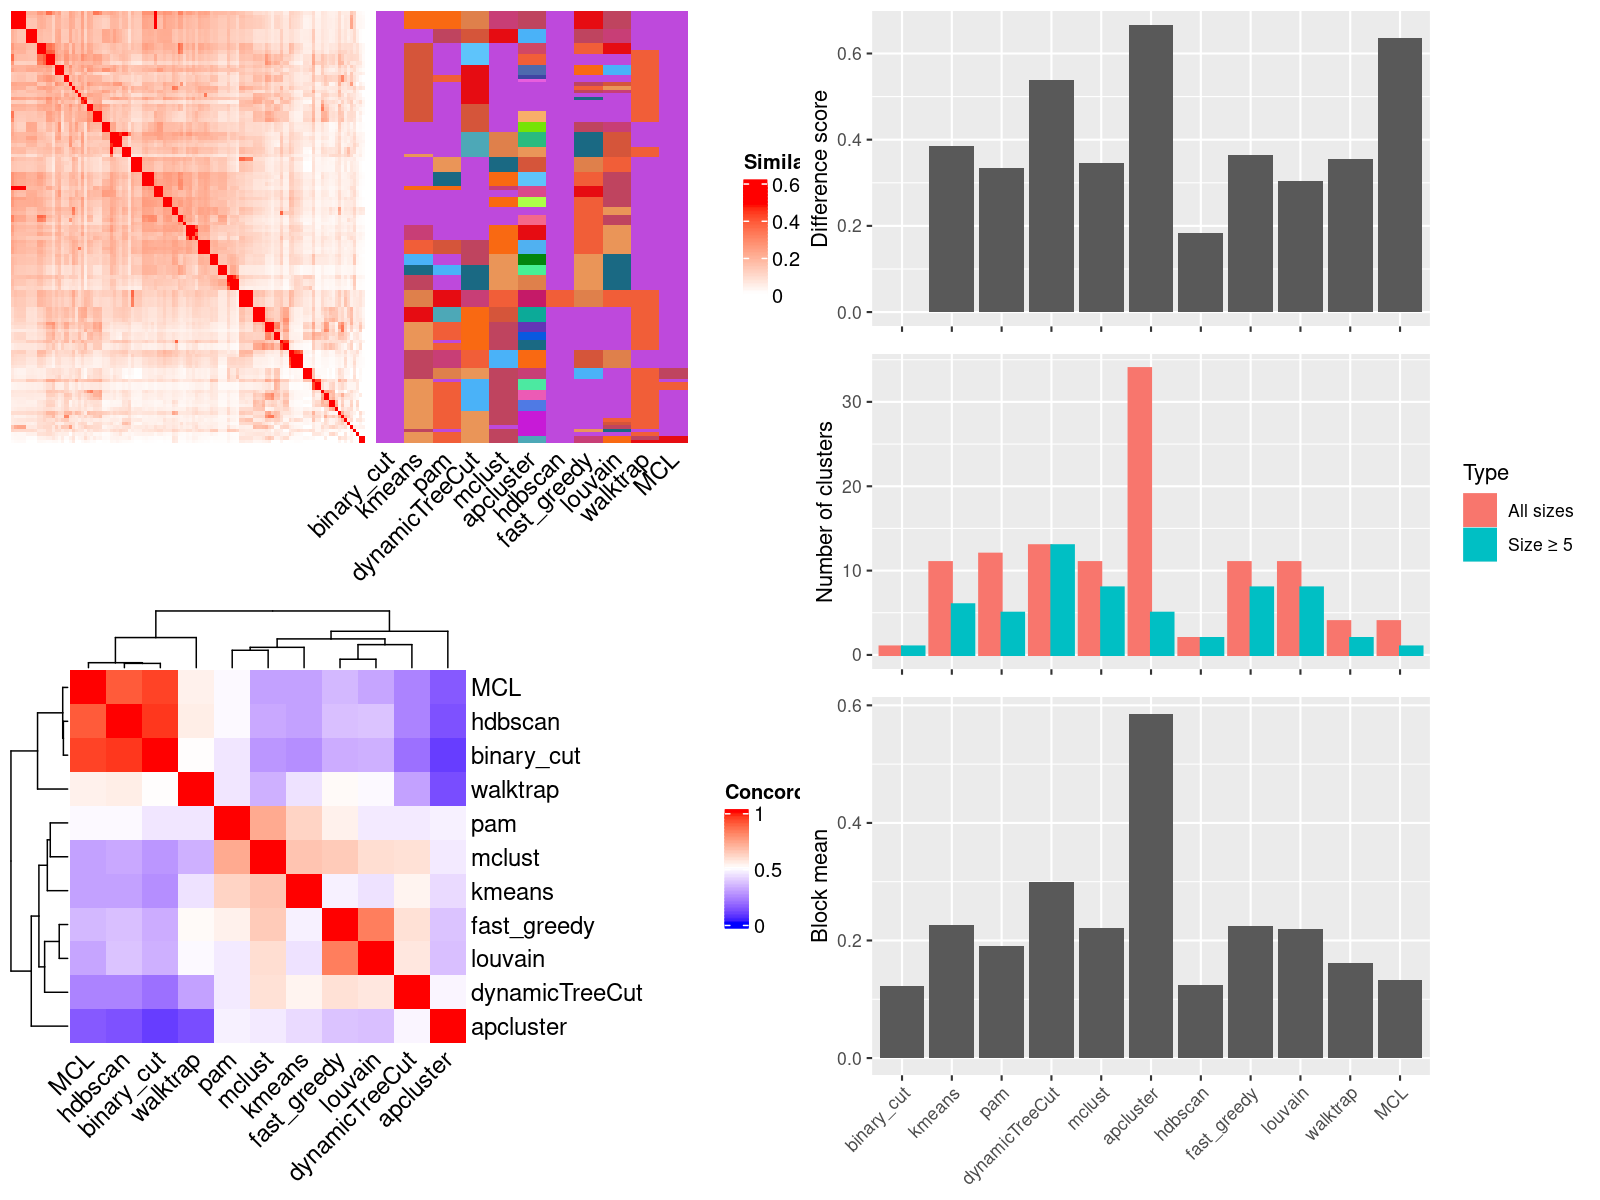 Simila
0.6
0.4
0.2
0
binary_cut
kmeans
pam
dynamicTreeCut
mclust
apcluster
hdbscan
fast_greedy
louvain
walktrap
MCL
MCL
hdbscan
binary_cut
walktrap
pam
mclust
kmeans
fast_greedy
louvain
dynamicTreeCut
apcluster
MCL
hdbscan
binary_cut
walktrap
pam
mclust
kmeans
fast_greedy
louvain
dynamicTreeCut
apcluster
Concord
1
0.5
0
Difference score
0.6
0.4
0.2
0.0
Number of clusters
30
20
10
0
Type
All sizes
Size ≥ 5
Block mean
0.6
0.4
0.2
0.0
binary_cut
kmeans
pam
dynamicTreeCut
mclust
apcluster
hdbscan
fast_greedy
louvain
walktrap
MCL